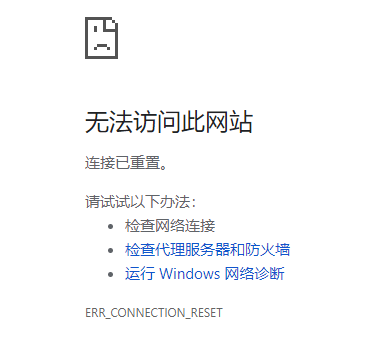 无法访问此网站
连接已重置。
请试试以下办法：
检查网络连接
检查代理服务器和防火墙
运行 Windows 网络诊断
ERR_CONNECTION_RESET